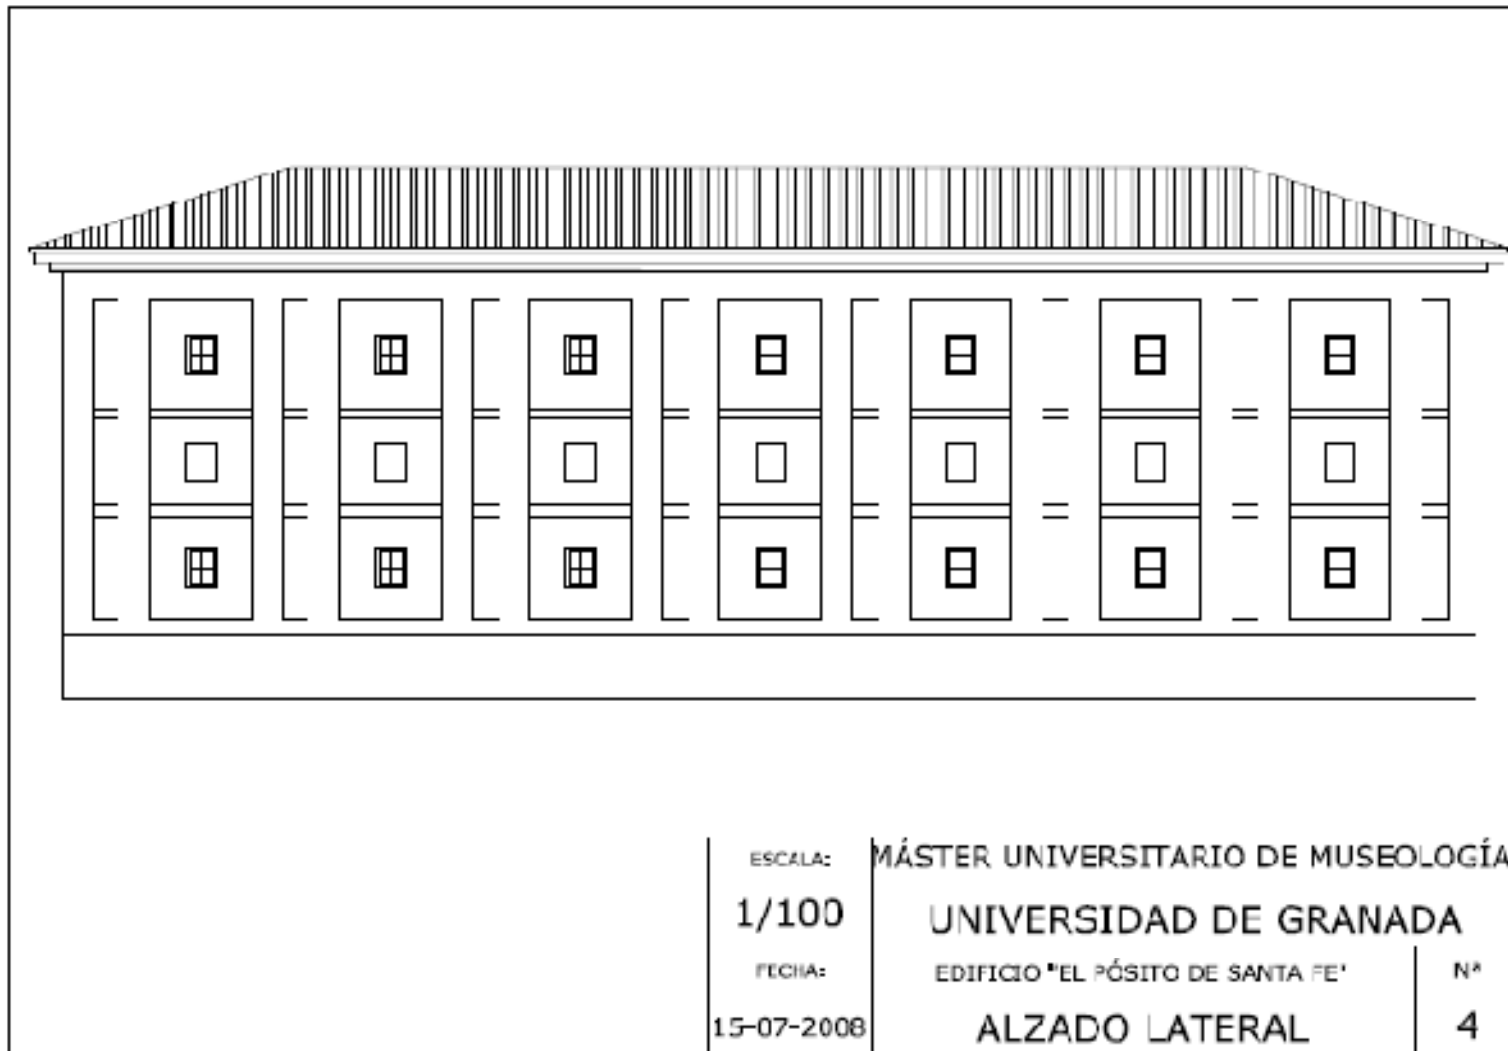 ESCALA:
1/100
FECHA:
15-07-2008
MÁSTER UNIVERSITARIO DE MUSEOLOGÍA
UNIVERSIDAD DE GRANADA
EDIFICIO "EL PÓSITO DE SANTA FE"
ALZADO LATERAL
Nª
4